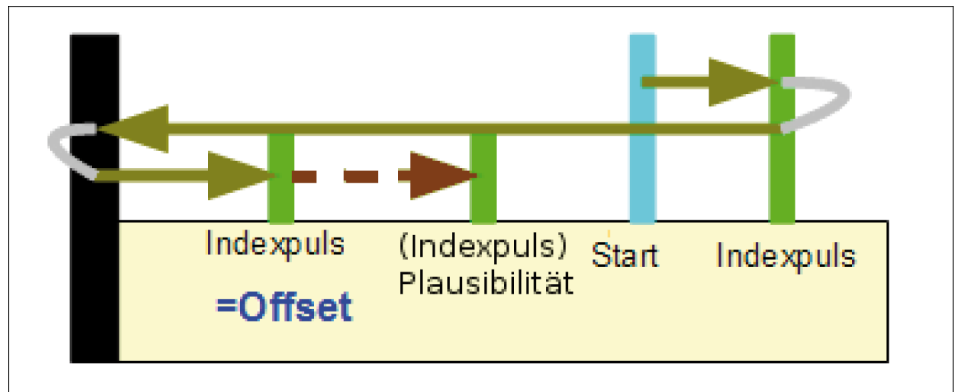 Indexpuls
=Offset
(Indexpuls)
Plausibilität
Start
Indexpuls